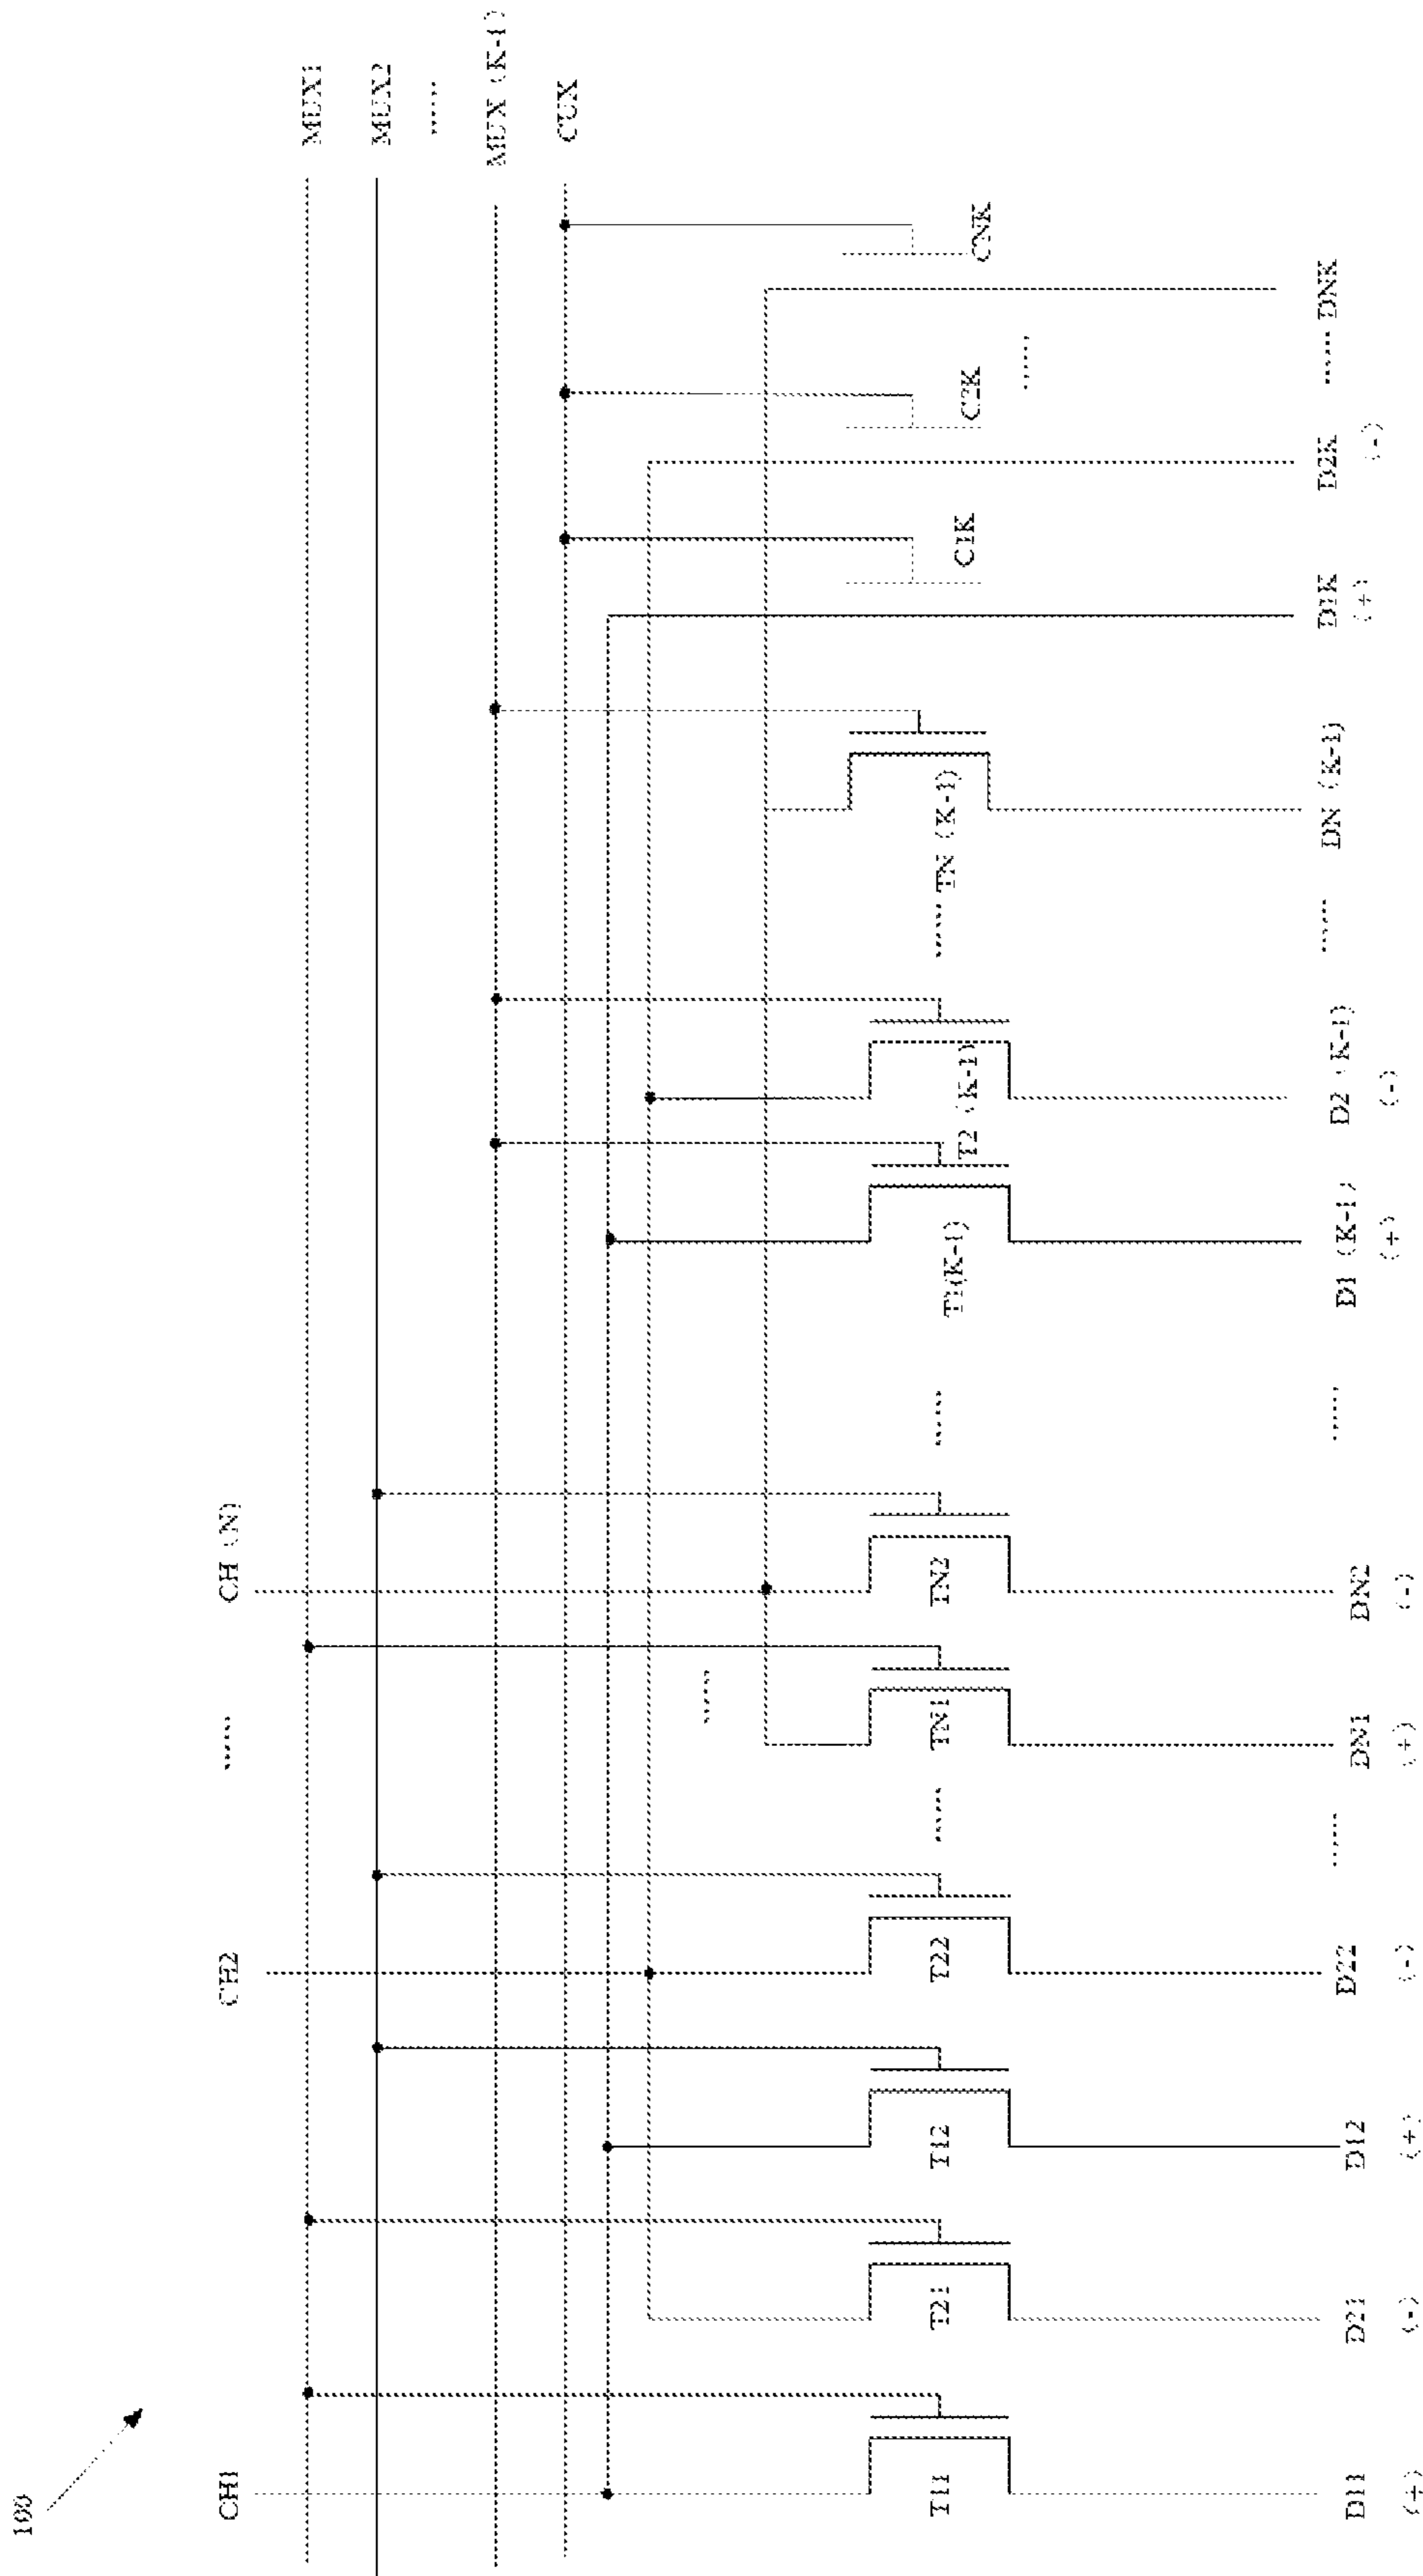 100
CH1
CH2
......
CH (N)
MUX1
MUX2
......
MUX (K-1)
CUX
......
T11
T21
T12
T22
......
TN1
TN2
......
T1(K-1)
T2 (K-1)
......
TN (K-1)
C1K
C2K
......
CNK
D11
D21
D12
D22
......
DN1
DN2
......
D1 (K-1)
D2 (K-1)
......
DN (K-1)
D1K
D2K
......
DNK
(+)
(-)
(+)
(-)
(+)
(-)
(+)
(-)
(+)
(-)